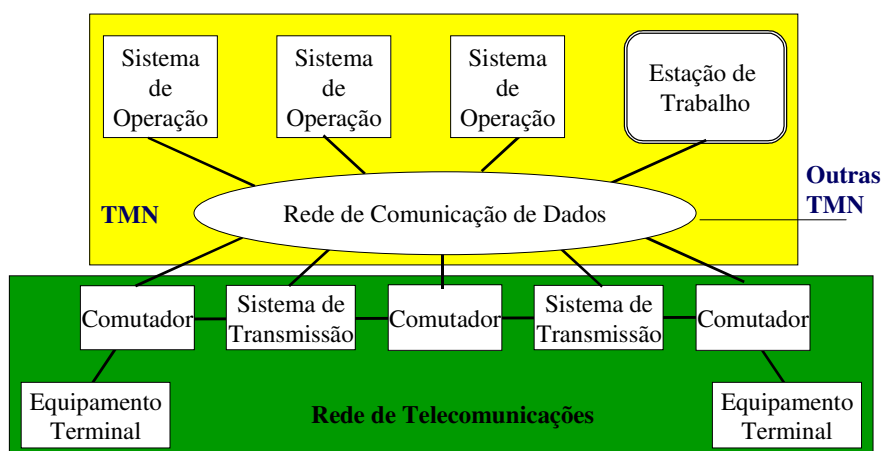 Sistema
de
Operação
Sistema
de
Operação
Sistema
de
Operação
Estação de
Trabalho
Outras
TMN
TMN
Rede de Comunicação de Dados
Comutador
Sistema de
Transmissão
Comutador
Sistema de
Transmissão
Comutador
Equipamento
Terminal
Rede de Telecomunicações
Equipamento
Terminal